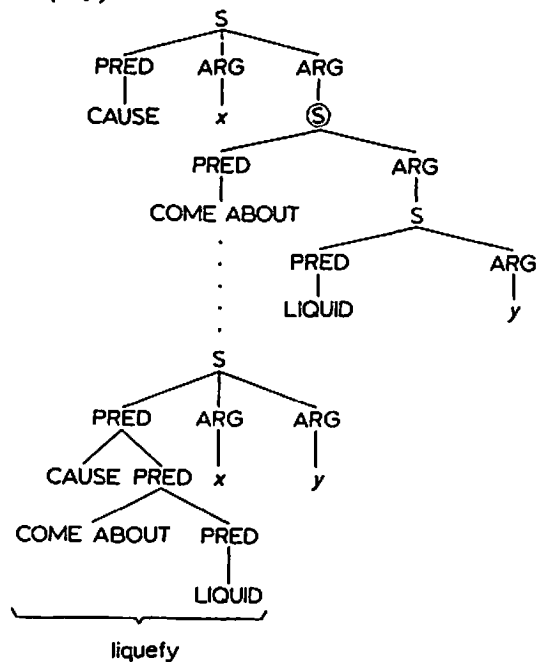 S
PRED ARG ARG
CAUSE x S
PRED ARG
COME ABOUT S
PRED ARG
LIQUID y
S
PRED ARG ARG
CAUSE PRED x y
COME ABOUT PRED
LIQUID
liquefy